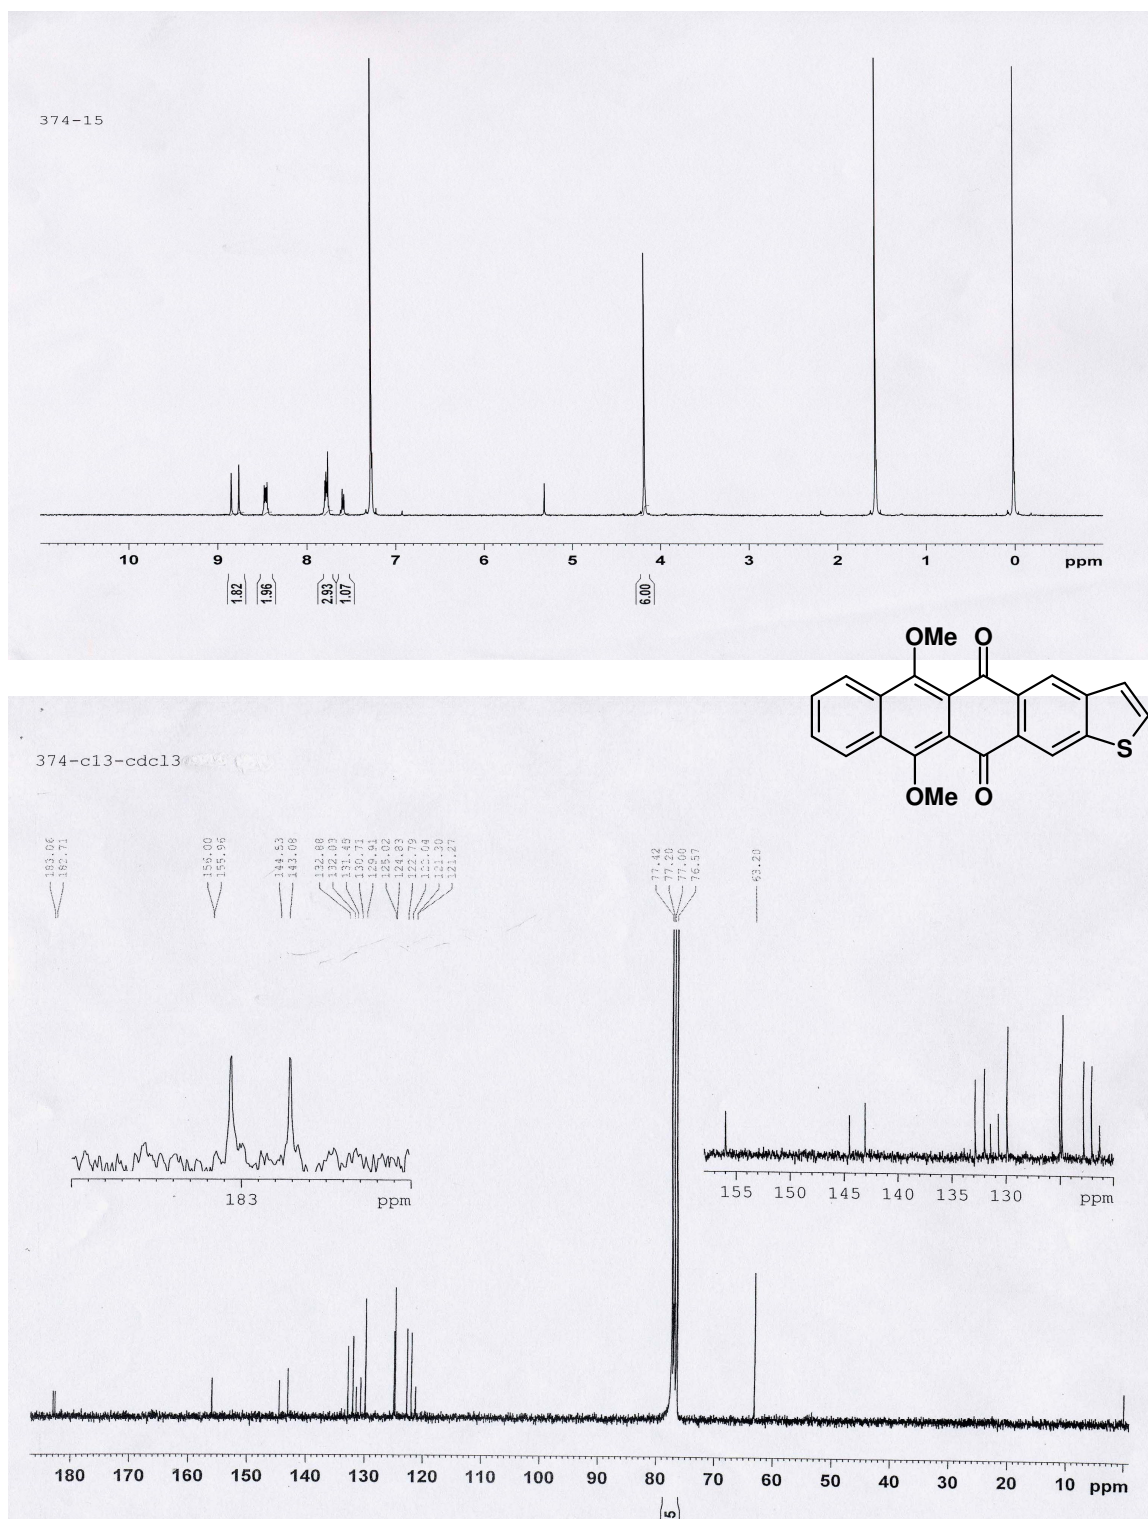 374-15
10 9 8 7 6 5 4 3 2 1 0 ppm
1.82 1.96 2.93 1.07 6.00
OMe O
S
OMe O
374-c13-cdcl3
183.06 182.71 156.00 155.96 144.53 143.08 132.88 132.03 131.45 130.71 129.91 125.02 124.83 122.79 122.04 121.30 121.27 77.42 77.20 77.00 76.57 63.20
183 ppm
155 150 145 140 135 130 ppm
180 170 160 150 140 130 120 110 100 90 80 70 60 50 40 30 20 10 ppm
5